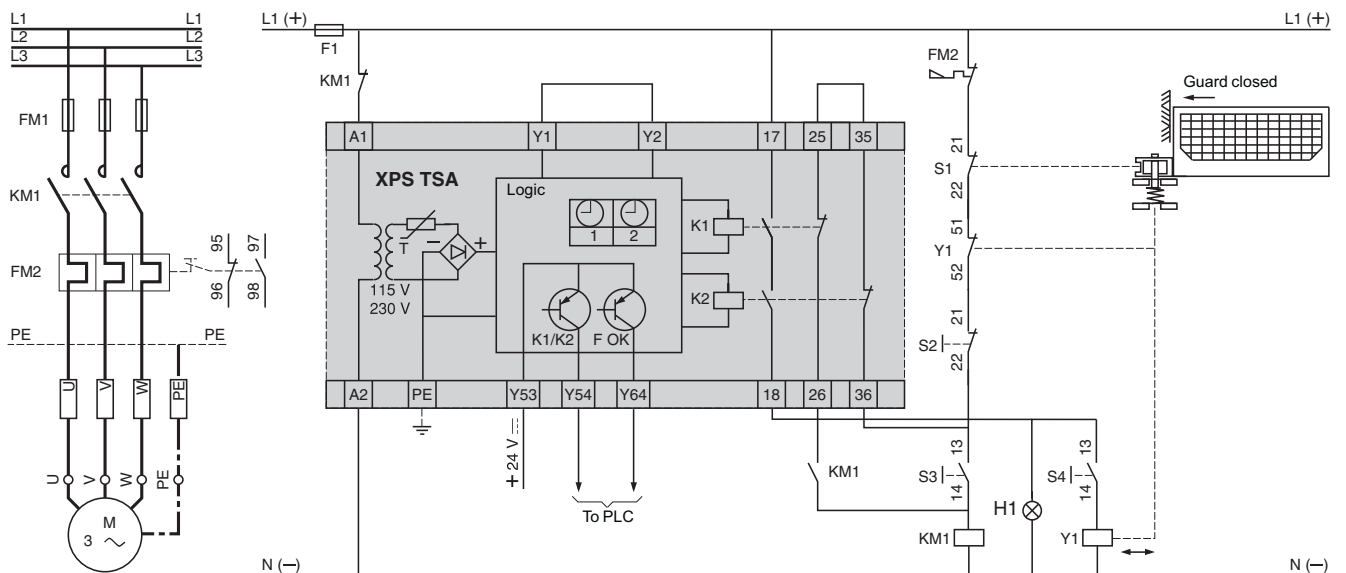 L1 L1
L2 L2
L3 L3
FM1
KM1
FM2
95 97
96 98
PE PE
U V W PE
U V W PE
M
3 ~
L1 (+) L1 (+)
F1
KM1
A1 Y1 Y2 17 25 35
XPS TSA
Logic
1 2
T
– +
115 V
230 V
K1
K2
K1/K2 F OK
A2 PE Y53 Y54 Y64 18 26 36
+ 24 V
To PLC
KM1
FM2
Guard closed
21
S1
22
51
Y1
52
21
S2
22
13 13
S3 S4
14 14
H1
KM1 Y1
N (–) N (–)